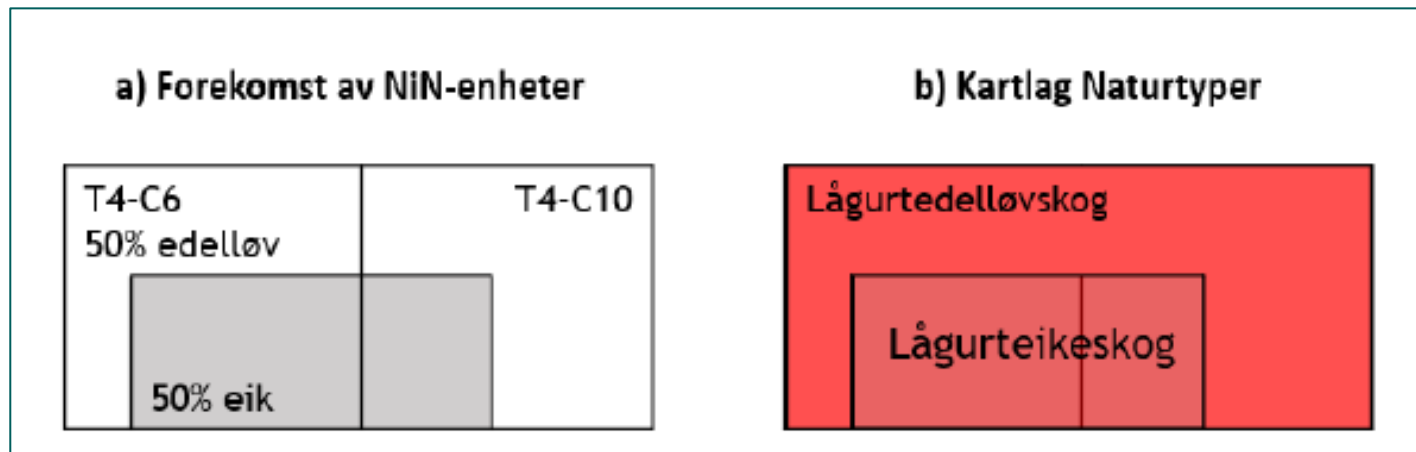 a) Forekomst av NiN-enheter
T4-C6
50% edelløv
T4-C10
50% eik
b) Kartlag Naturtyper
Lågurtedelløvskog
Lågurteikeskog